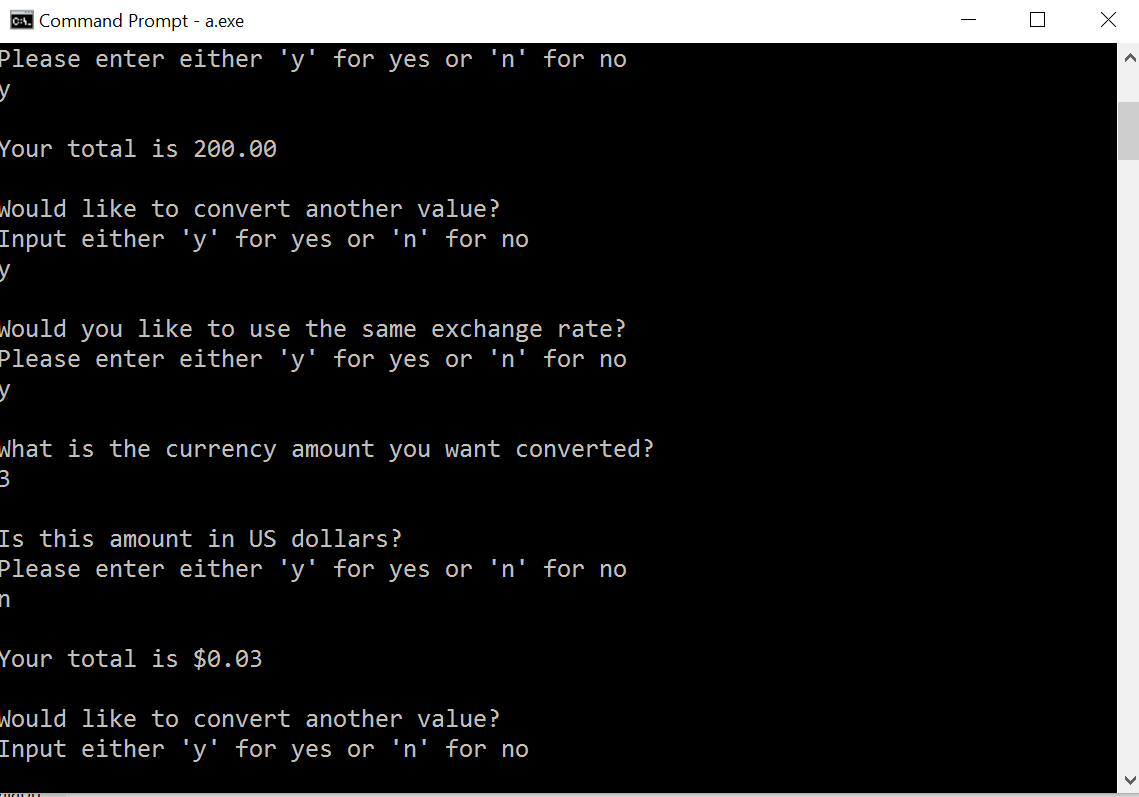 Command Prompt - a.exe
Please enter either 'y' for yes or 'n' for no
y
Your total is 200.00
Would like to convert another value?
Input either 'y' for yes or 'n' for no
y
Would you like to use the same exchange rate?
Please enter either 'y' for yes or 'n' for no
y
What is the currency amount you want converted?
3
Is this amount in US dollars?
Please enter either 'y' for yes or 'n' for no
n
Your total is $0.03
Would like to convert another value?
Input either 'y' for yes or 'n' for no